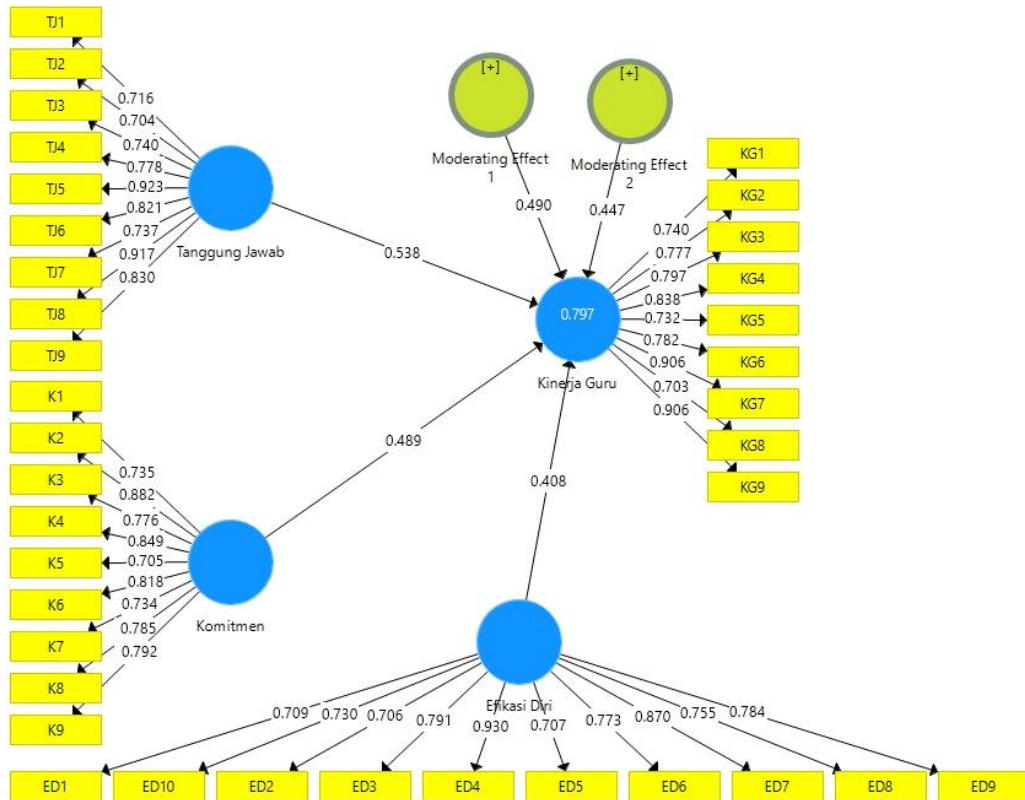 TJ1
TJ2
TJ3
TJ4
TJ5
TJ6
TJ7
TJ8
TJ9
0.716
0.704
0.740
0.778
0.923
0.821
0.737
0.917
0.830
Tanggung Jawab
[+]
Moderating Effect
1
[+]
Moderating Effect
2
0.490
0.447
0.538
0.797
Kinerja Guru
KG1
KG2
KG3
KG4
KG5
KG6
KG7
KG8
KG9
0.740
0.777
0.797
0.838
0.732
0.782
0.906
0.703
0.906
K1
K2
K3
K4
K5
K6
K7
K8
K9
0.735
0.882
0.776
0.849
0.705
0.818
0.734
0.785
0.792
Komitmen
0.489
0.408
Efikasi Diri
0.709
0.730
0.706
0.791
0.930
0.707
0.773
0.870
0.755
0.784
ED1
ED10
ED2
ED3
ED4
ED5
ED6
ED7
ED8
ED9